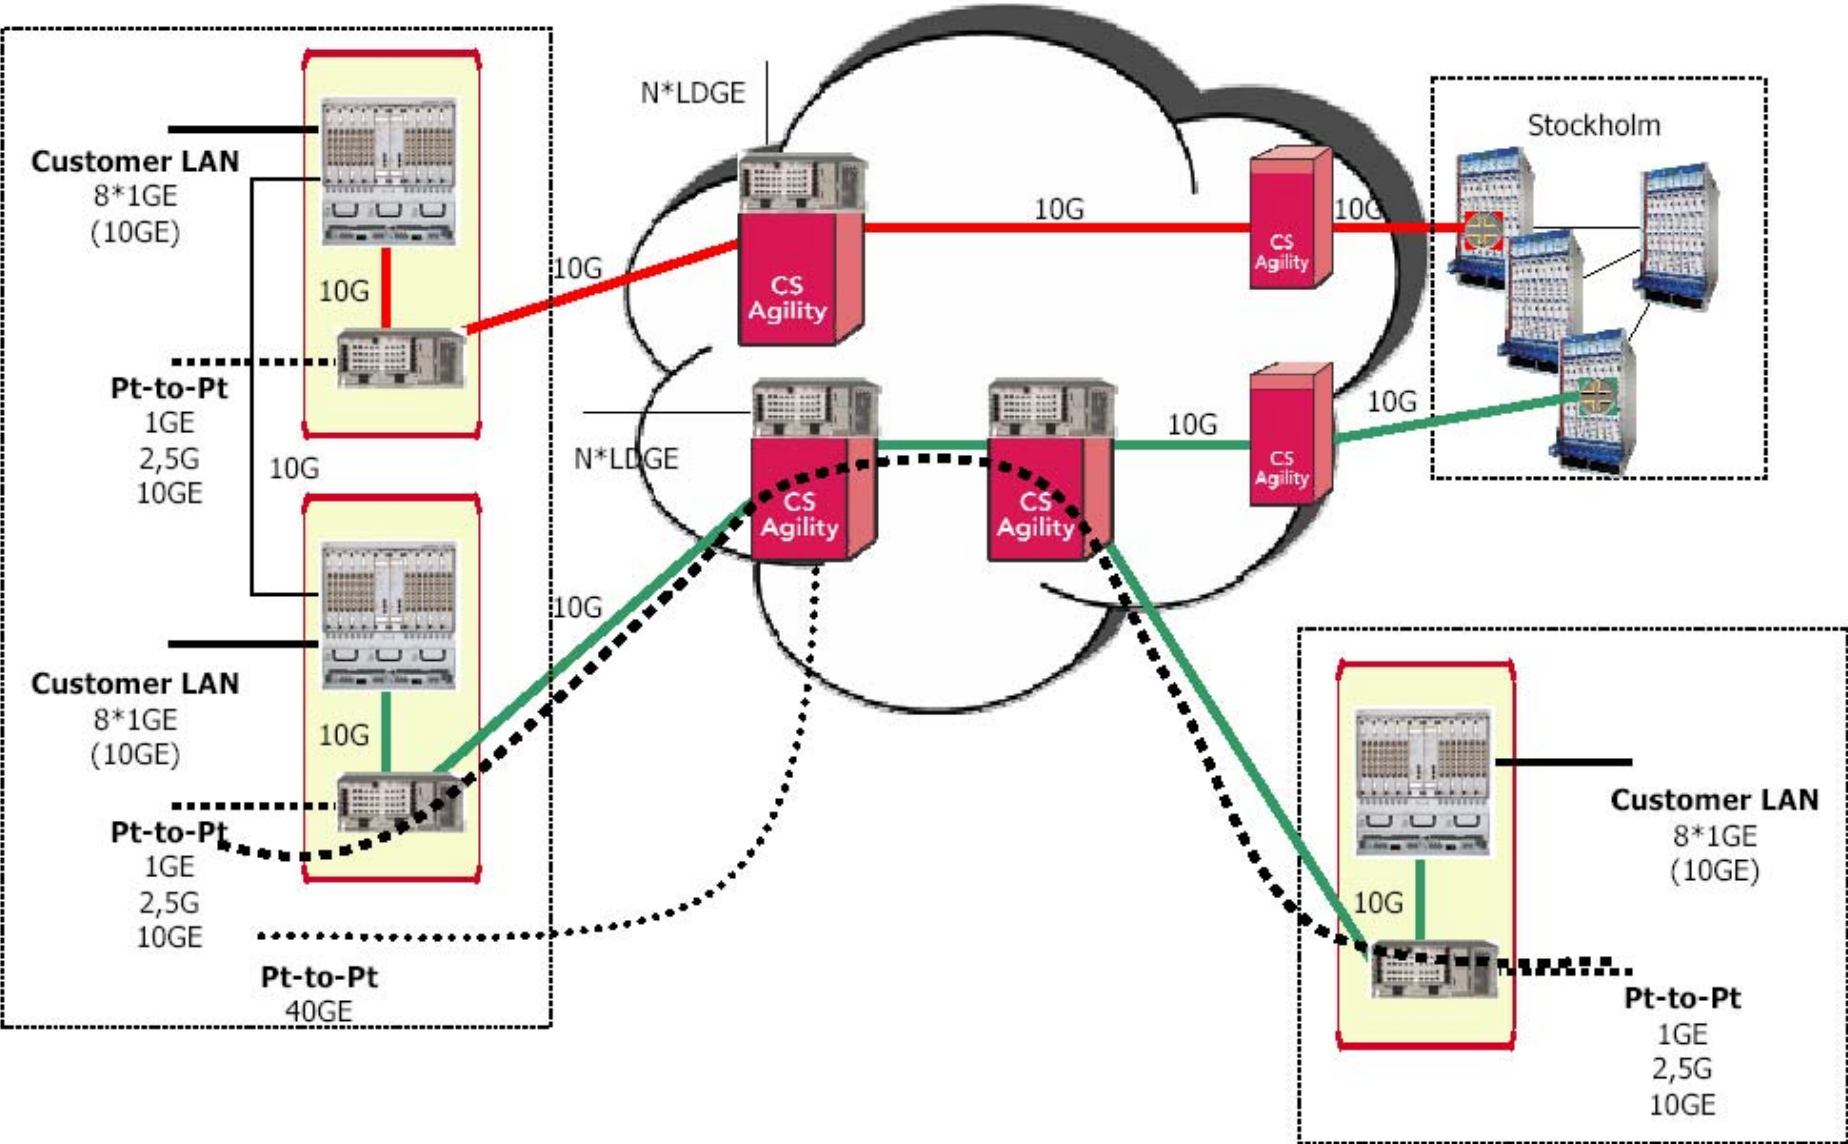 N*LDGE
Stockholm
Customer LAN
8*1GE
(10GE)
10G
10G
10G
10G
CS
Agility
CS
Agility
Pt-to-Pt
1GE
2,5G
10GE
10G
N*LDGE
10G
10G
CS
Agility
CS
Agility
CS
Agility
10G
Customer LAN
8*1GE
(10GE)
10G
Pt-to-Pt
1GE
2,5G
10GE
Pt-to-Pt
40GE
Customer LAN
8*1GE
(10GE)
10G
Pt-to-Pt
1GE
2,5G
10GE